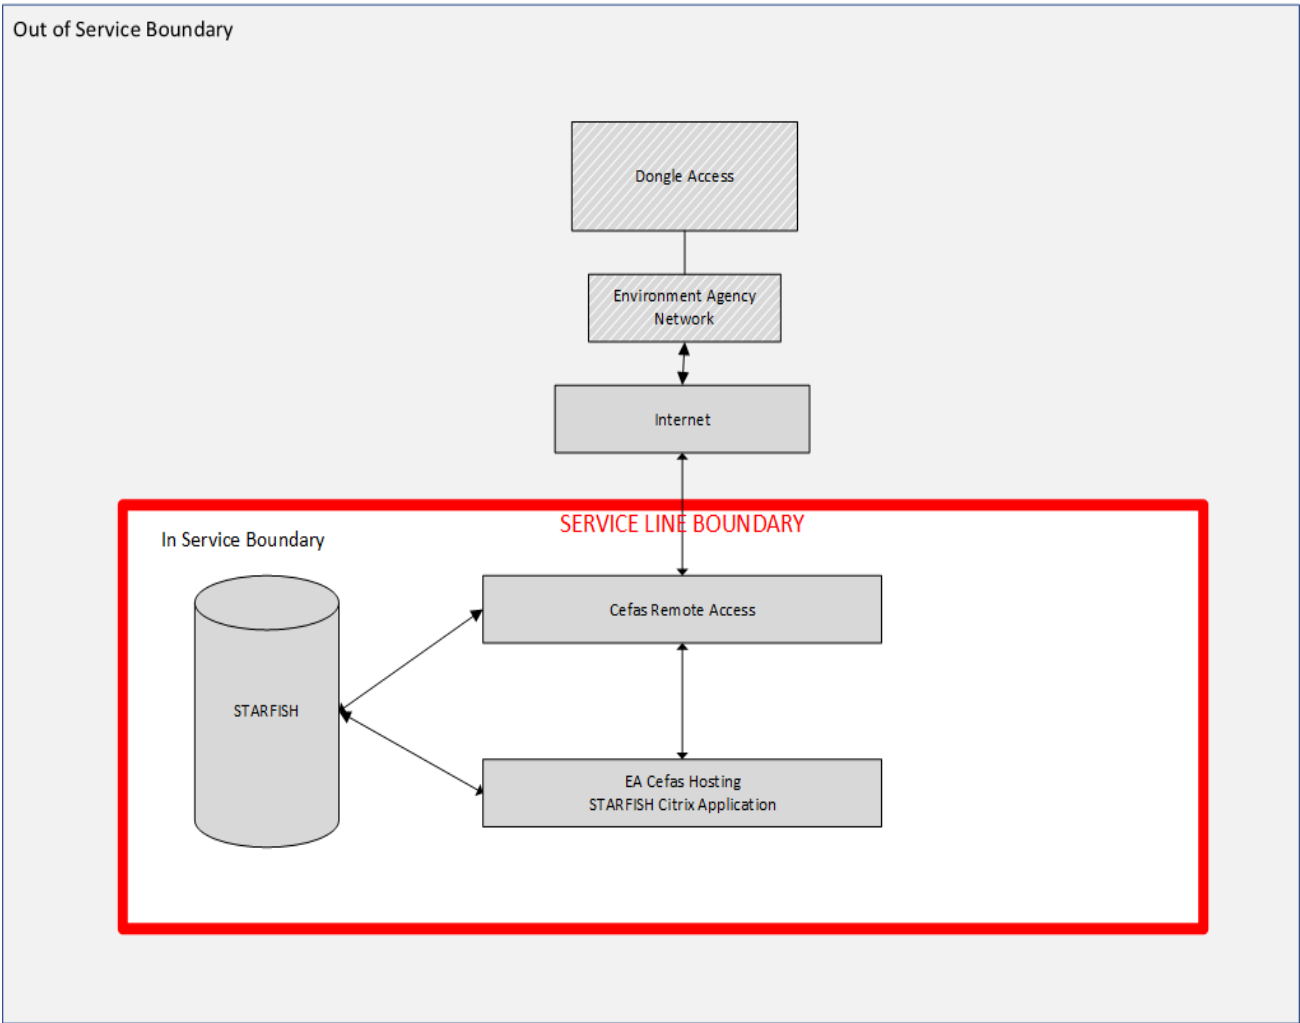 Out of Service Boundary
Dongle Access
Environment Agency
Network
Internet
SERVICE LINE BOUNDARY
In Service Boundary
Cefas Remote Access
STARFISH
EA Cefas Hosting
STARFISH Citrix Application